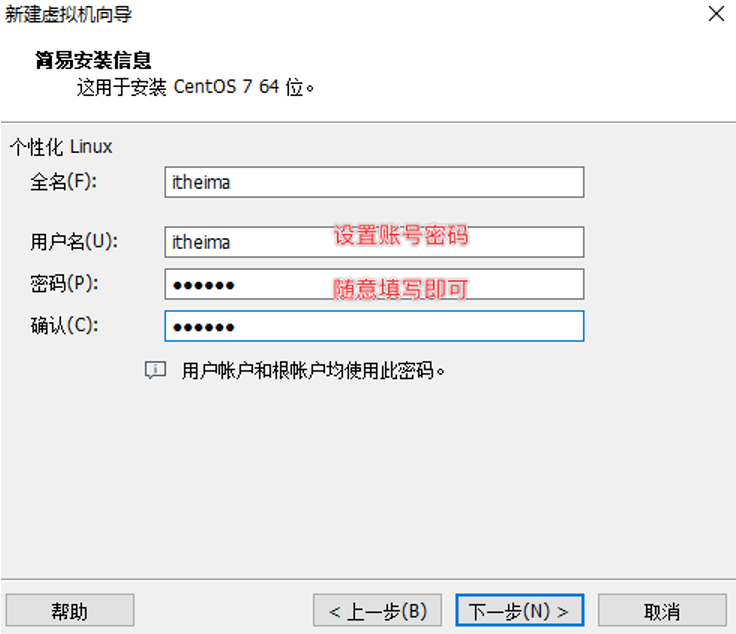 新建虚拟机向导
简易安装信息
这用于安装 CentOS 7 64 位。
个性化 Linux
全名(F):
itheima
用户名(U):
itheima
设置账号密码
密码(P):
●●●●●●
随意填写即可
确认(C):
●●●●●●
用户帐户和根帐户均使用此密码。
帮助
< 上一步(B)
下一步(N) >
取消